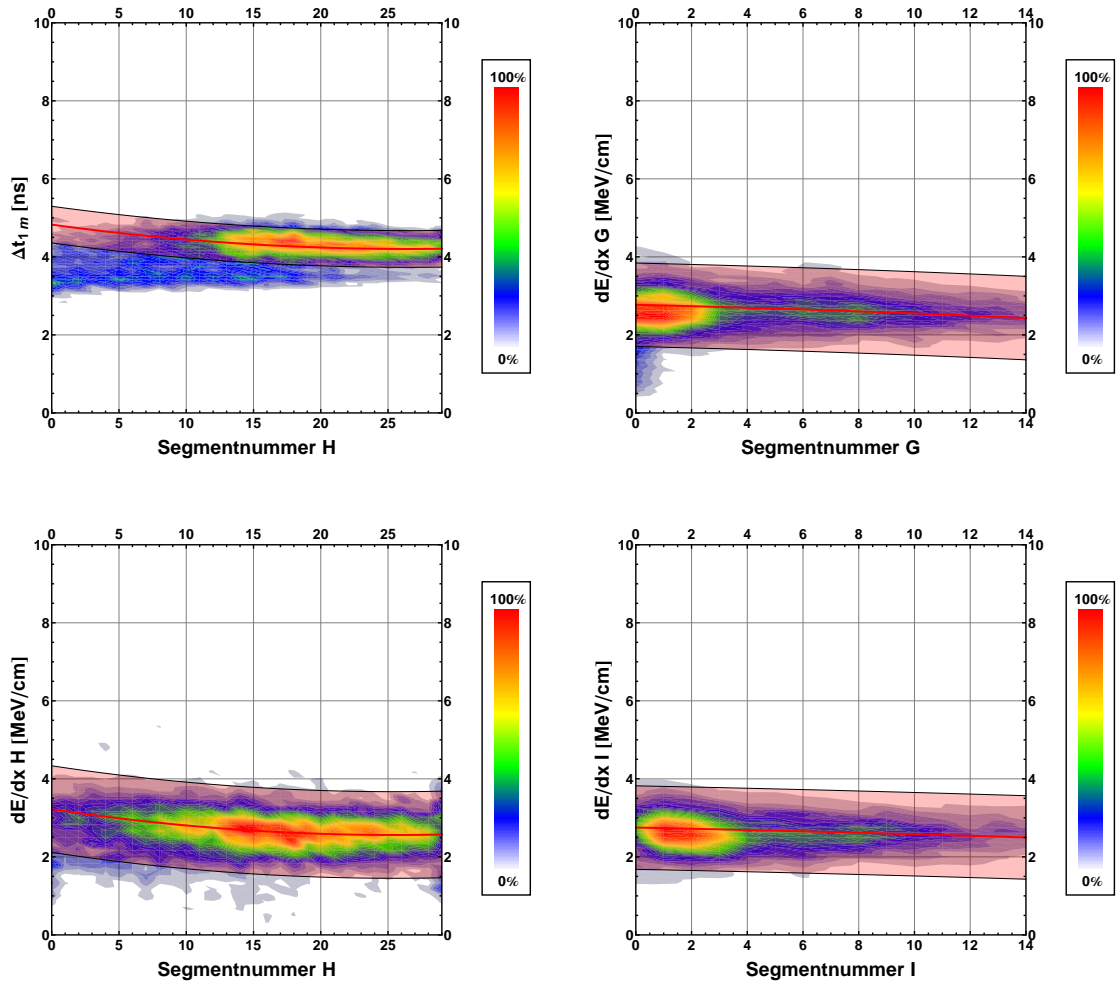 0 5 10 15 20 25
10 10
8 8
6 6
4 4
2 2
0 0
0 5 10 15 20 25
Δt1 m [ns]
Segmentnummer H
100%
0%
0 2 4 6 8 10 12 14
10 10
8 8
6 6
4 4
2 2
0 0
0 2 4 6 8 10 12 14
dE/dx G [MeV/cm]
Segmentnummer G
100%
0%
0 5 10 15 20 25
10 10
8 8
6 6
4 4
2 2
0 0
0 5 10 15 20 25
dE/dx H [MeV/cm]
Segmentnummer H
100%
0%
0 2 4 6 8 10 12 14
10 10
8 8
6 6
4 4
2 2
0 0
0 2 4 6 8 10 12 14
dE/dx I [MeV/cm]
Segmentnummer I
100%
0%